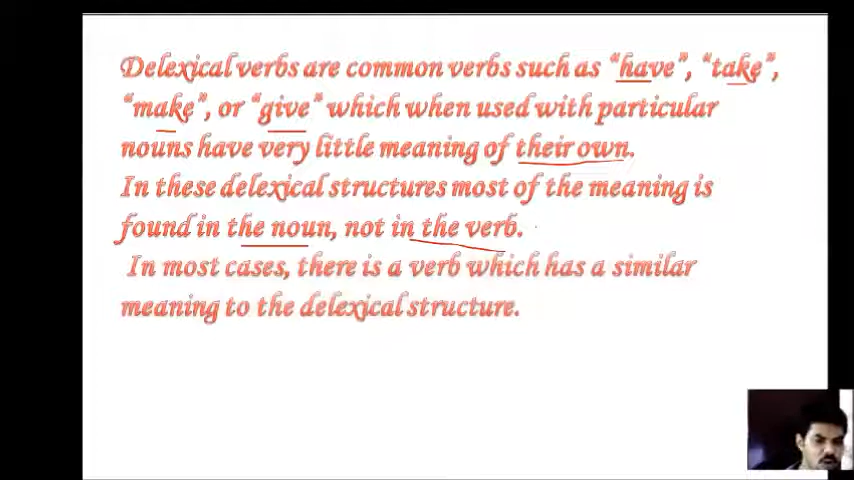 Delexical verbs are common verbs such as “have”, “take”,
“make”, or “give” which when used with particular
nouns have very little meaning of their own.
In these delexical structures most of the meaning is
found in the noun, not in the verb.
In most cases, there is a verb which has a similar
meaning to the delexical structure.